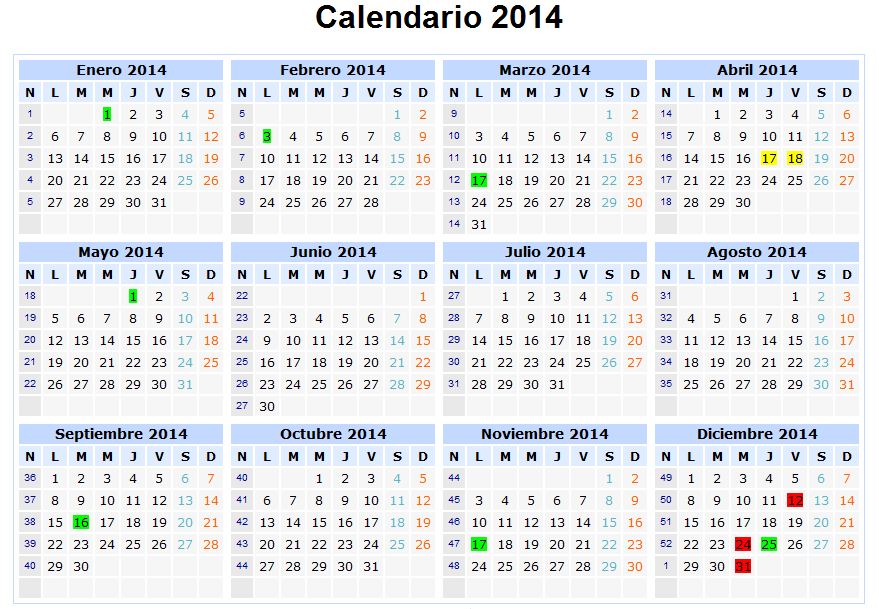 Calendario 2014
Enero 2014
N L M M J V S D
1 1 2 3 4 5
2 6 7 8 9 10 11 12
3 13 14 15 16 17 18 19
4 20 21 22 23 24 25 26
5 27 28 29 30 31
Febrero 2014
N L M M J V S D
5 1 2
6 3 4 5 6 7 8 9
7 10 11 12 13 14 15 16
8 17 18 19 20 21 22 23
9 24 25 26 27 28
Marzo 2014
N L M M J V S D
9 1 2
10 3 4 5 6 7 8 9
11 10 11 12 13 14 15 16
12 17 18 19 20 21 22 23
13 24 25 26 27 28 29 30
14 31
Abril 2014
N L M M J V S D
14 1 2 3 4 5 6
15 7 8 9 10 11 12 13
16 14 15 16 17 18 19 20
17 21 22 23 24 25 26 27
18 28 29 30
Mayo 2014
N L M M J V S D
18 1 2 3 4
19 5 6 7 8 9 10 11
20 12 13 14 15 16 17 18
21 19 20 21 22 23 24 25
22 26 27 28 29 30 31
Junio 2014
N L M M J V S D
22 1
23 2 3 4 5 6 7 8
24 9 10 11 12 13 14 15
25 16 17 18 19 20 21 22
26 23 24 25 26 27 28 29
27 30
Julio 2014
N L M M J V S D
27 1 2 3 4 5 6
28 7 8 9 10 11 12 13
29 14 15 16 17 18 19 20
30 21 22 23 24 25 26 27
31 28 29 30 31
Agosto 2014
N L M M J V S D
31 1 2 3
32 4 5 6 7 8 9 10
33 11 12 13 14 15 16 17
34 18 19 20 21 22 23 24
35 25 26 27 28 29 30 31
Septiembre 2014
N L M M J V S D
36 1 2 3 4 5 6 7
37 8 9 10 11 12 13 14
38 15 16 17 18 19 20 21
39 22 23 24 25 26 27 28
40 29 30
Octubre 2014
N L M M J V S D
40 1 2 3 4 5
41 6 7 8 9 10 11 12
42 13 14 15 16 17 18 19
43 20 21 22 23 24 25 26
44 27 28 29 30 31
Noviembre 2014
N L M M J V S D
44 1 2
45 3 4 5 6 7 8 9
46 10 11 12 13 14 15 16
47 17 18 19 20 21 22 23
48 24 25 26 27 28 29 30
Diciembre 2014
N L M M J V S D
49 1 2 3 4 5 6 7
50 8 9 10 11 12 13 14
51 15 16 17 18 19 20 21
52 22 23 24 25 26 27 28
1 29 30 31